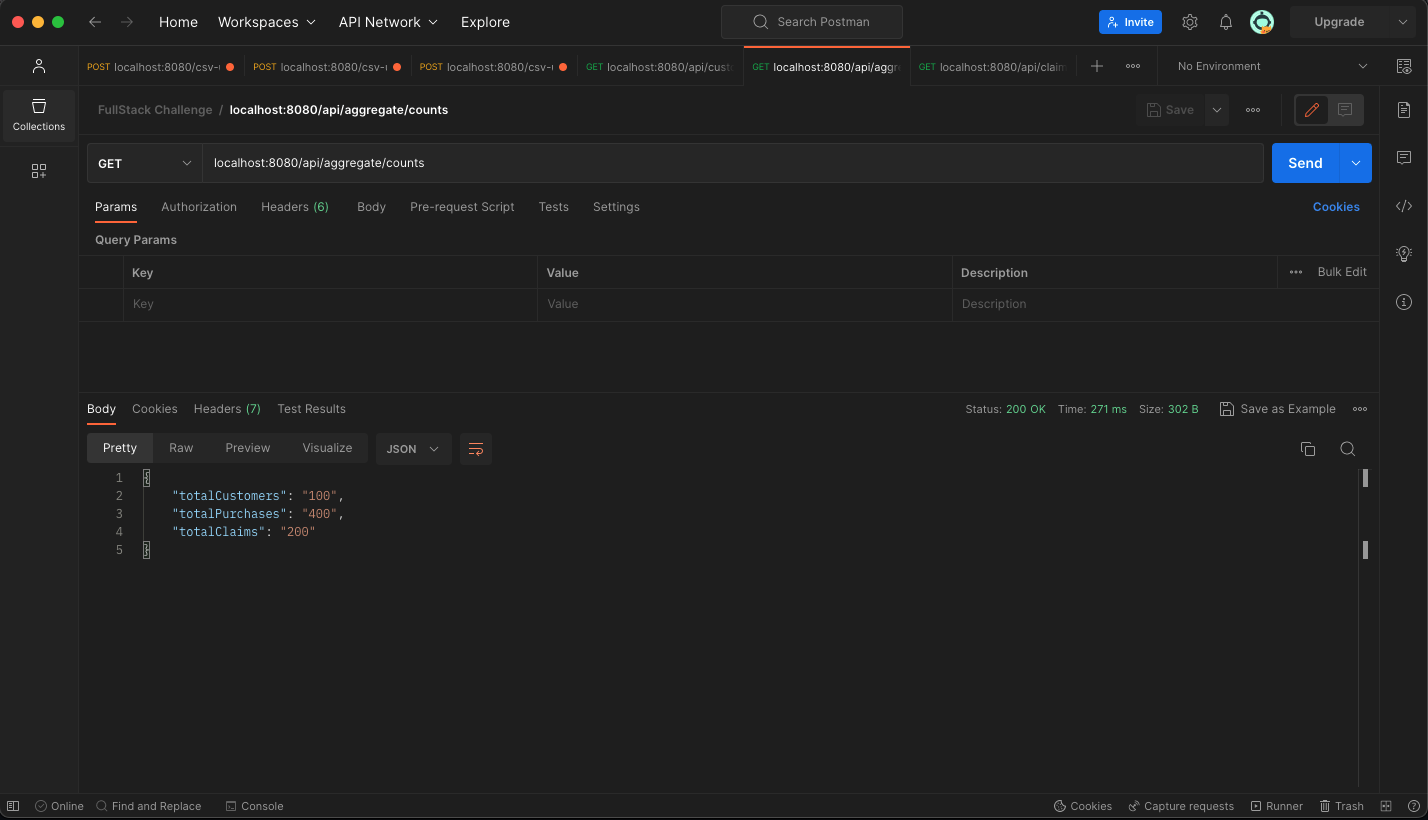 Home Workspaces API Network Explore Search Postman Invite Upgrade
POST localhost:8080/csv- POST localhost:8080/csv- POST localhost:8080/csv- GET localhost:8080/api/cust GET localhost:8080/api/aggre GET localhost:8080/api/claim No Environment
Collections
FullStack Challenge / localhost:8080/api/aggregate/counts Save
GET localhost:8080/api/aggregate/counts Send
Params Authorization Headers (6) Body Pre-request Script Tests Settings Cookies
Query Params
Key Value Description Bulk Edit
Key Value Description
Body Cookies Headers (7) Test Results Status: 200 OK Time: 271 ms Size: 302 B Save as Example
Pretty Raw Preview Visualize JSON
1 {
2 "totalCustomers": "100",
3 "totalPurchases": "400",
4 "totalClaims": "200"
5 }
Online Find and Replace Console Cookies Capture requests Runner Trash